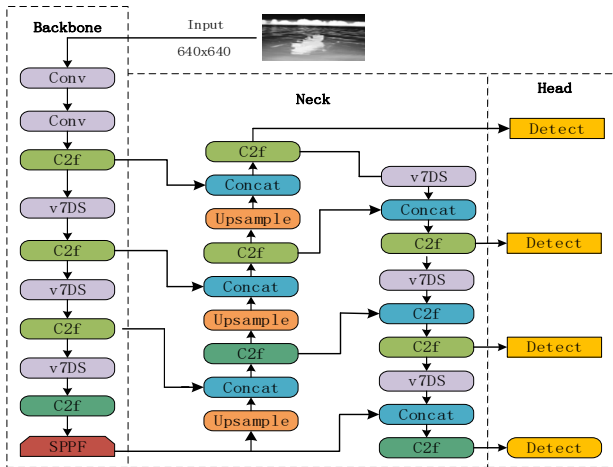 Backbone
Input
640x640
Neck
Head
Conv
Conv
C2f
v7DS
C2f
v7DS
C2f
v7DS
C2f
SPPF
C2f
Concat
Upsample
C2f
Concat
Upsample
C2f
Concat
Upsample
v7DS
Concat
C2f
v7DS
C2f
C2f
v7DS
Concat
C2f
Detect
Detect
Detect
Detect